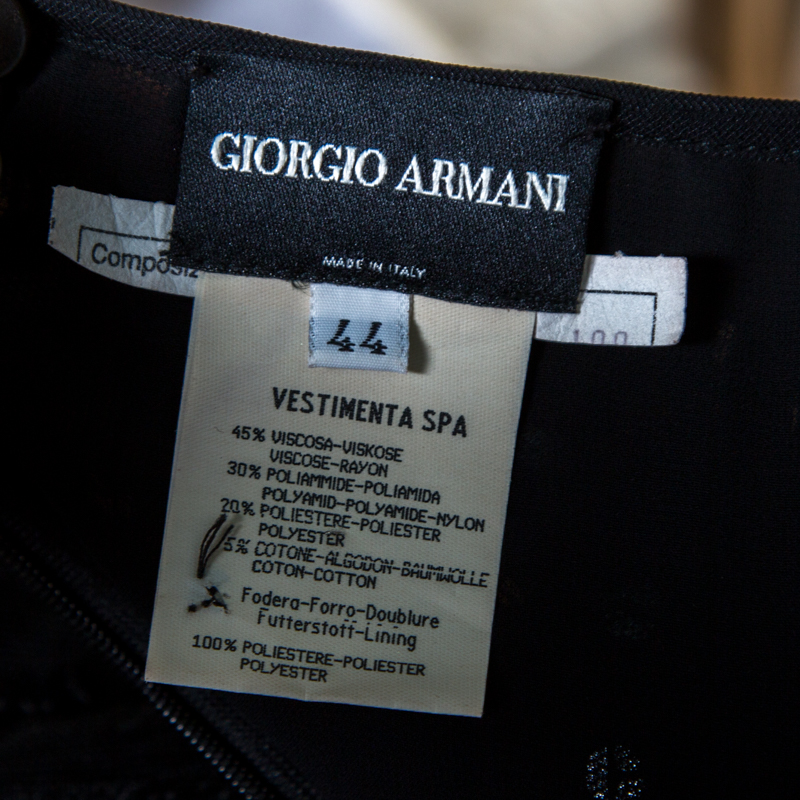 GIORGIO ARMANI
MADE IN ITALY
44
VESTIMENTA SPA
45% VISCOSA-VISKOSE
VISCOSE-RAYON
30% POLIAMMIDE-POLIAMIDA
POLYAMID-POLYAMIDE-NYLON
20% POLIESTERE-POLIESTER
POLYESTER
5% COTONE-ALGODON-BAUMWOLLE
COTON-COTTON
Fodera-Forro-Doublure
Futterstoff-Lining
100% POLIESTERE-POLIESTER
POLYESTER